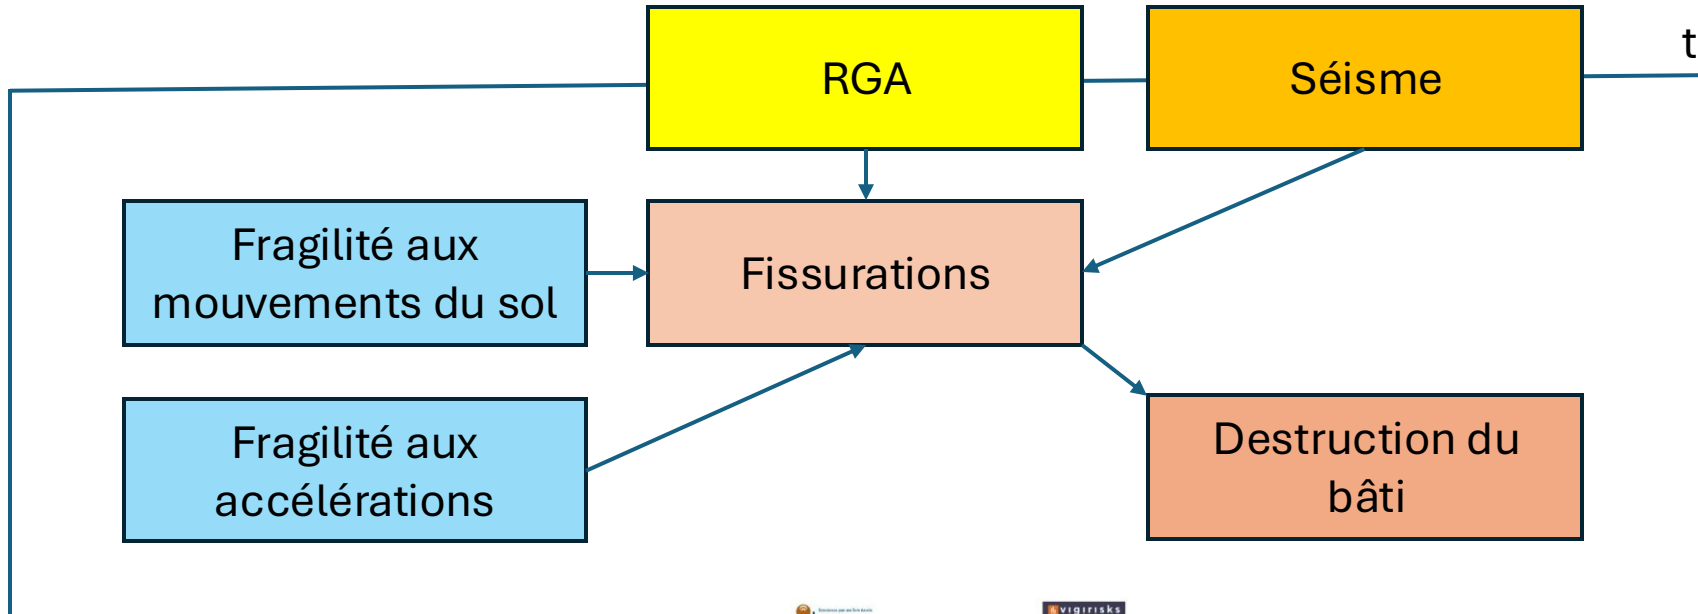 RGA
Séisme
t
Fragilité aux
mouvements du sol
Fissurations
Fragilité aux
accélérations
Destruction du
bâti
vigirisks